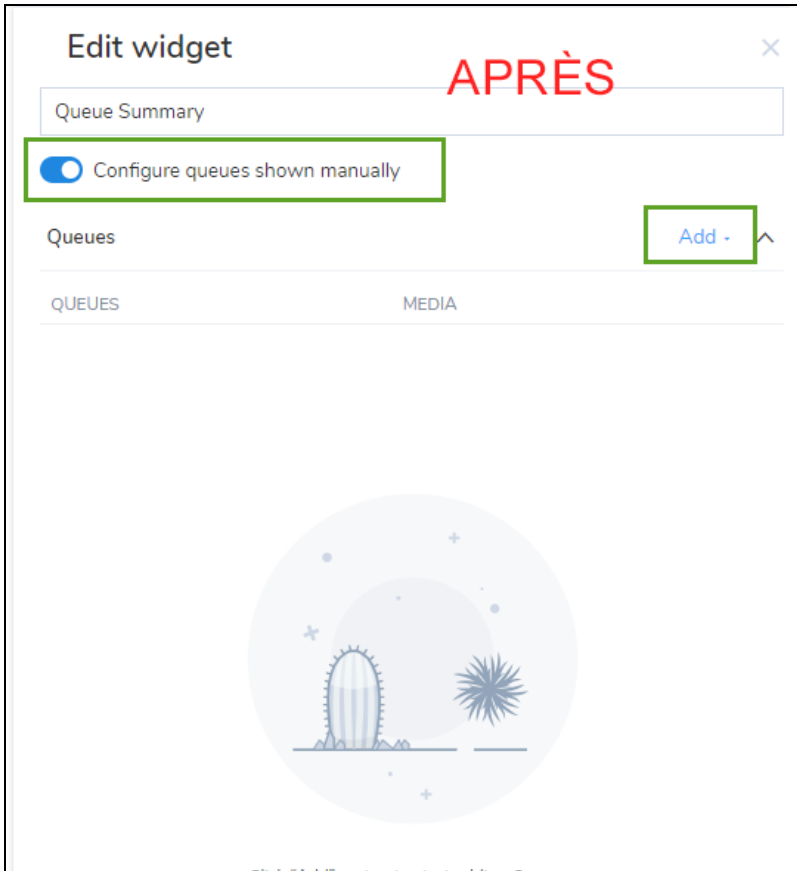 Edit widget
APRÈS
Queue Summary
Configure queues shown manually
Queues Add
QUEUES MEDIA